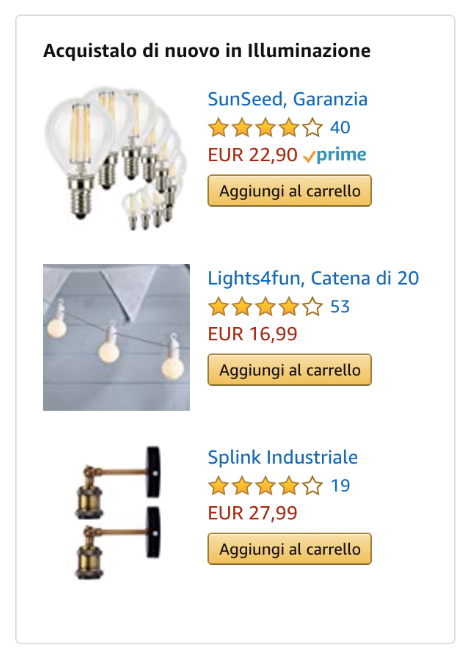 Acquistalo di nuovo in Illuminazione
SunSeed, Garanzia
40
EUR 22,90 prime
Aggiungi al carrello
Lights4fun, Catena di 20
53
EUR 16,99
Aggiungi al carrello
Splink Industriale
19
EUR 27,99
Aggiungi al carrello